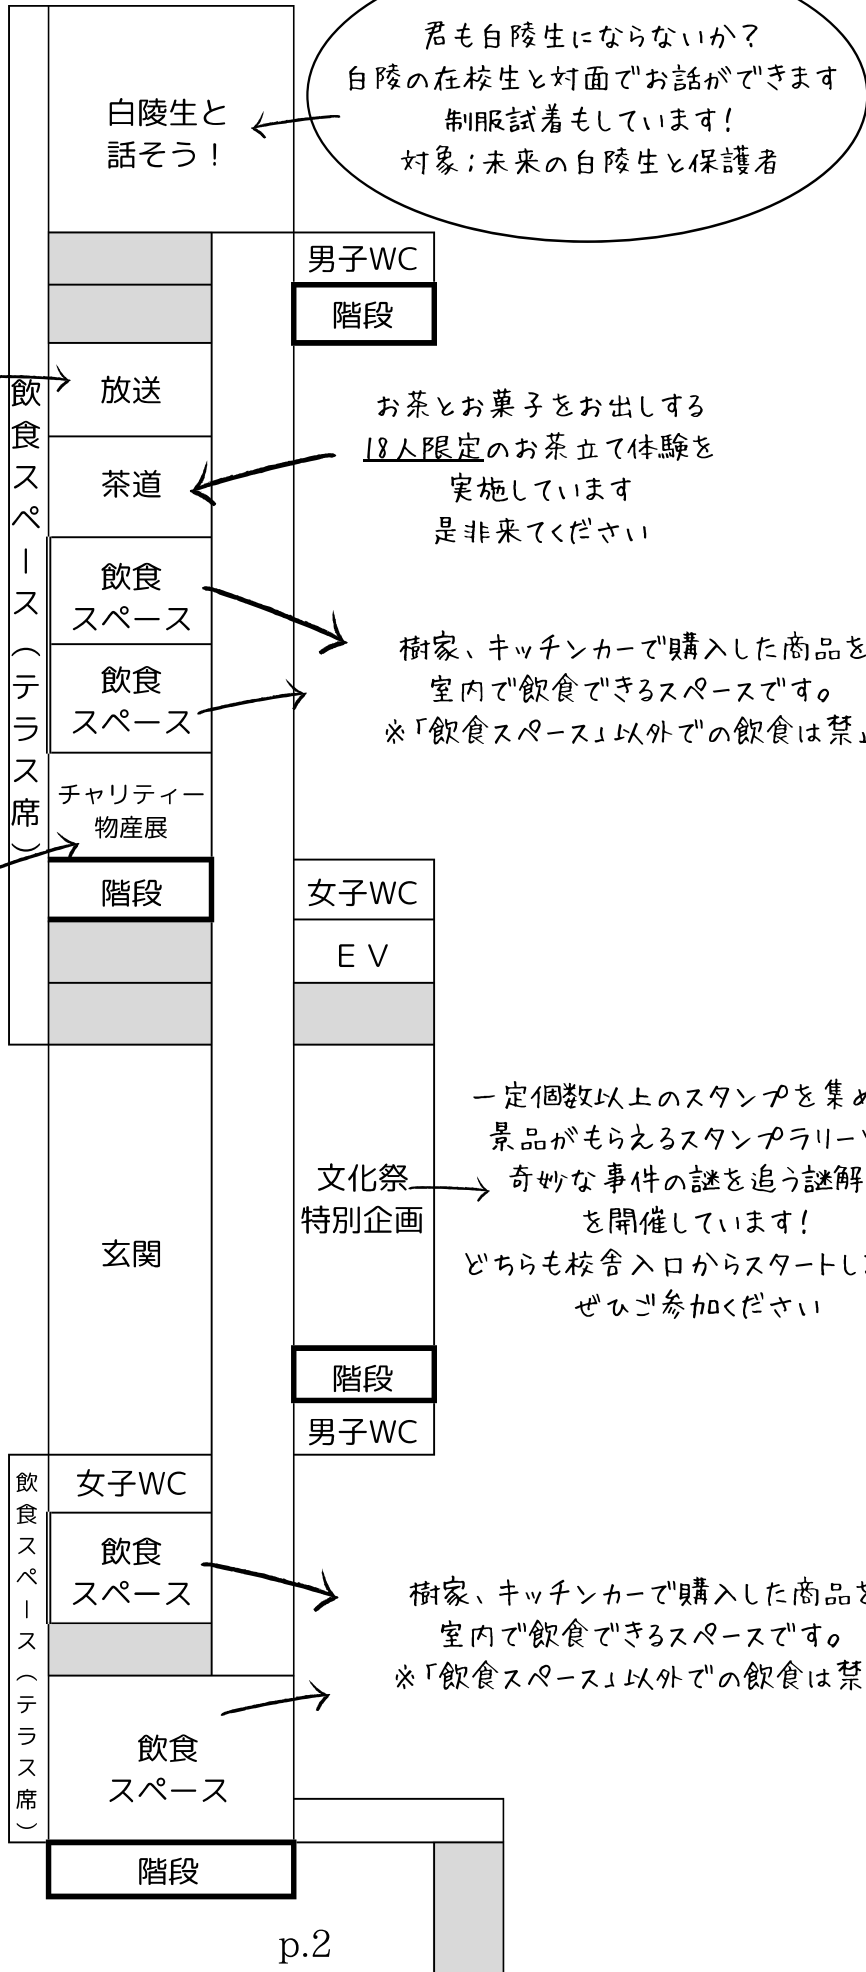 君も白陵生にならないか？
白陵の在校生と対面でお話ができます
制服試着もしています!
対象；未来の白陵生と保護者
白陵生と
話そう！
男子WC
階段
飲食スペース（テラス席）
放送
お茶とお菓子をお出しする
18人限定のお茶立て体験を
実施しています
是非来てください
茶道
飲食
スペース
樹家、キッチンカーで購入した商品を
室内で飲食できるスペースです。
※「飲食スペース」以外での飲食は禁
飲食
スペース
チャリティー
物産展
階段
女子WC
ＥＶ
一定個数以上のスタンプを集め
景品がもらえるスタンプラリー
奇妙な事件の謎を追う謎解
を開催しています!
どちらも校舎入口からスタートし
ぜひご参加ください
文化祭
特別企画
玄関
階段
男子WC
飲食スペース（テラス席）
女子WC
飲食
スペース
樹家、キッチンカーで購入した商品を
室内で飲食できるスペースです。
※「飲食スペース」以外での飲食は禁
飲食
スペース
階段
p.2